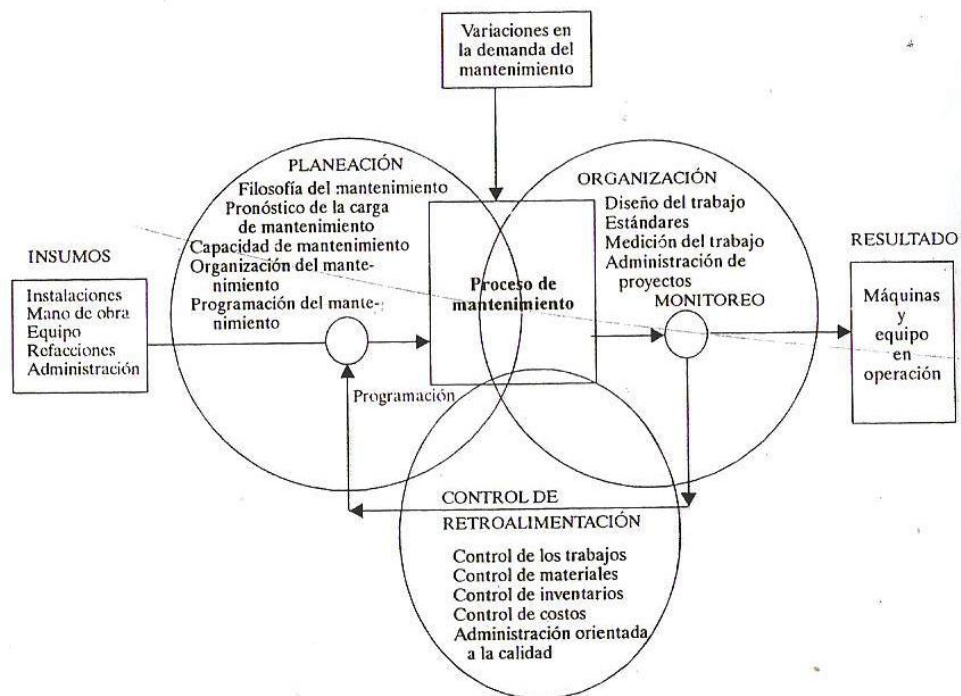 Variaciones en
la demanda del
mantenimiento
PLANEACIÓN
Filosofía del mantenimiento
Pronóstico de la carga
de mantenimiento
Capacidad de mantenimiento
Organización del mante-
nimiento
Programación del mante-
nimiento
ORGANIZACIÓN
Diseño del trabajo
Estándares
Medición del trabajo
Administración de
proyectos
MONITOREO
INSUMOS
Instalaciones
Mano de obra
Equipo
Refacciones
Administración
Proceso de
mantenimiento
RESULTADO
Máquinas
y
equipo
en
operación
Programación
CONTROL DE
RETROALIMENTACIÓN
Control de los trabajos
Control de materiales
Control de inventarios
Control de costos
Administración orientada
a la calidad